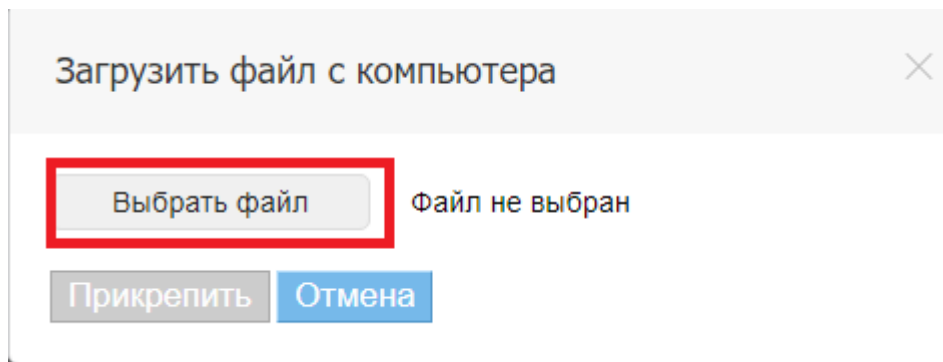 Загрузить файл с компьютера
Выбрать файл Файл не выбран
Прикрепить Отмена